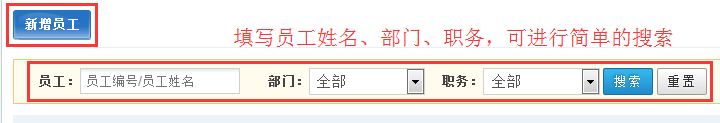 新增员工
填写员工姓名、部门、职务，可进行简单的搜索
员工： 员工编号/员工姓名 部门： 全部 职务： 全部 搜索 重置